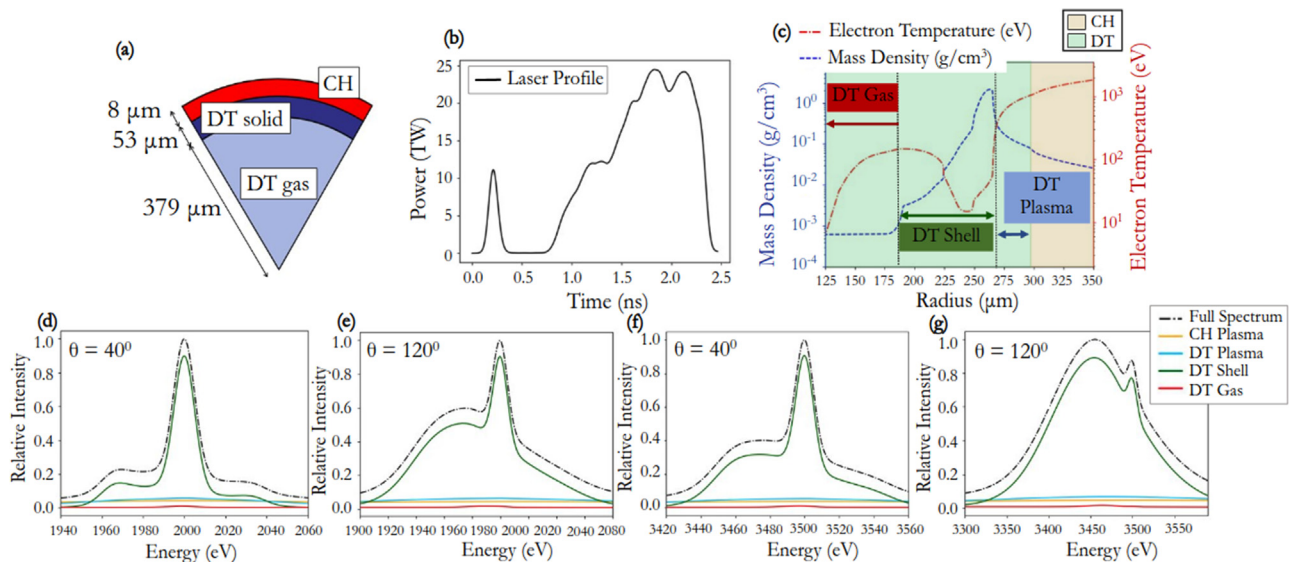 (a)
CH
DT solid
DT gas
8 μm
53 μm
379 μm
(b)
Laser Profile
Power (TW)
25
20
15
10
5
0
0.0 0.5 1.0 1.5 2.0 2.5
Time (ns)
(c)
Electron Temperature (eV)
Mass Density (g/cm³)
CH
DT
DT Gas
DT Shell
DT
Plasma
Mass Density (g/cm³)
10⁰
10⁻¹
10⁻²
10⁻³
10⁻⁴
Electron Temperature (eV)
10³
10²
10¹
125 150 175 200 225 250 275 300 325 350
Radius (μm)
(d)
θ = 40⁰
Relative Intensity
1.0
0.8
0.6
0.4
0.2
0.0
1940 1960 1980 2000 2020 2040 2060
Energy (eV)
(e)
θ = 120⁰
Relative Intensity
1.0
0.8
0.6
0.4
0.2
0.0
1900 1920 1940 1960 1980 2000 2020 2040 2060 2080
Energy (eV)
(f)
θ = 40⁰
Relative Intensity
1.0
0.8
0.6
0.4
0.2
0.0
3420 3440 3460 3480 3500 3520 3540 3560
Energy (eV)
(g)
θ = 120⁰
Relative Intensity
1.0
0.8
0.6
0.4
0.2
0.0
3300 3350 3400 3450 3500 3550
Energy (eV)
Full Spectrum
CH Plasma
DT Plasma
DT Shell
DT Gas